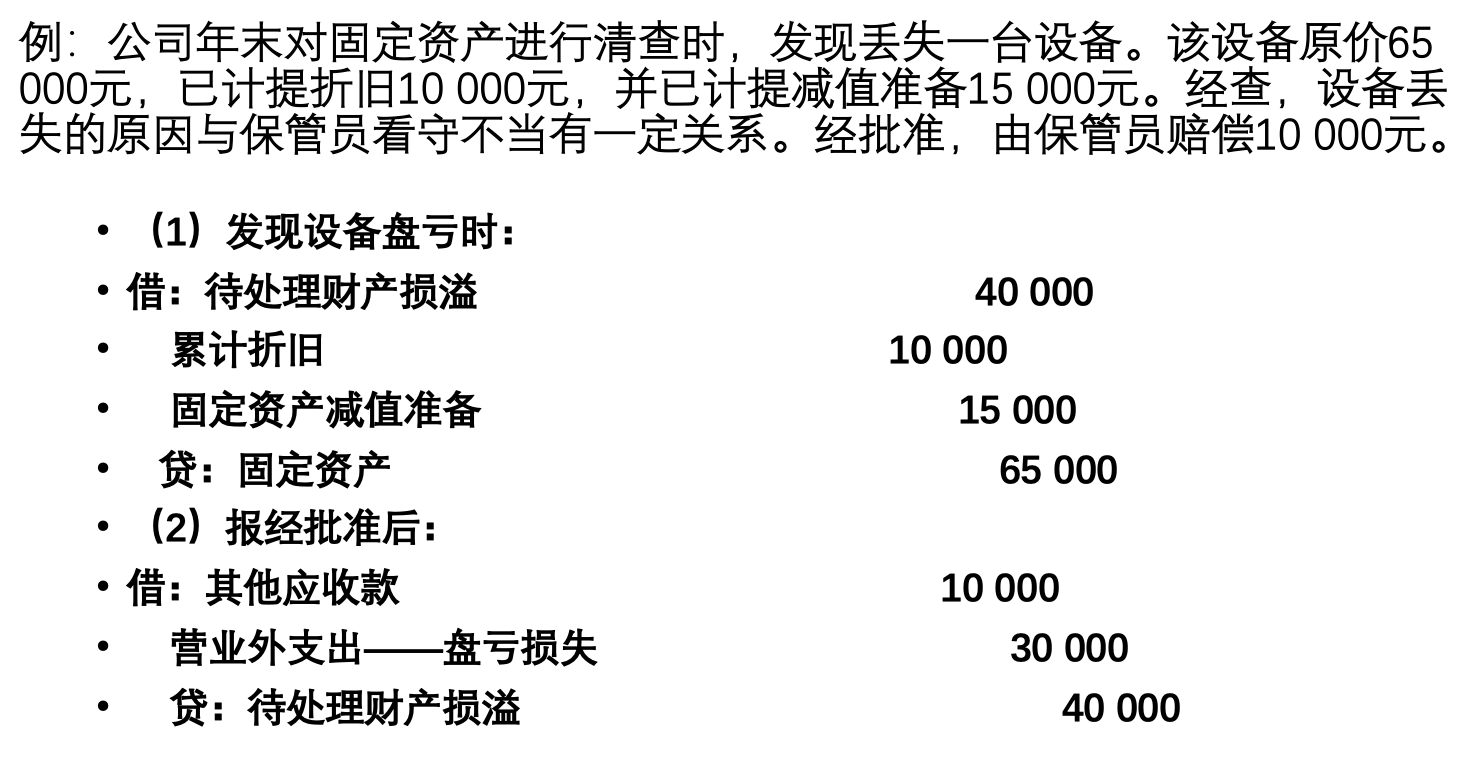 例：公司年末对固定资产进行清查时，发现丢失一台设备。该设备原价65
000元，已计提折旧10 000元，并已计提减值准备15 000元。经查，设备丢
失的原因与保管员看守不当有一定关系。经批准，由保管员赔偿10 000元。
• （1）发现设备盘亏时：
• 借：待处理财产损溢 40 000
• 累计折旧 10 000
• 固定资产减值准备 15 000
• 贷：固定资产 65 000
• （2）报经批准后：
• 借：其他应收款 10 000
• 营业外支出——盘亏损失 30 000
• 贷：待处理财产损溢 40 000